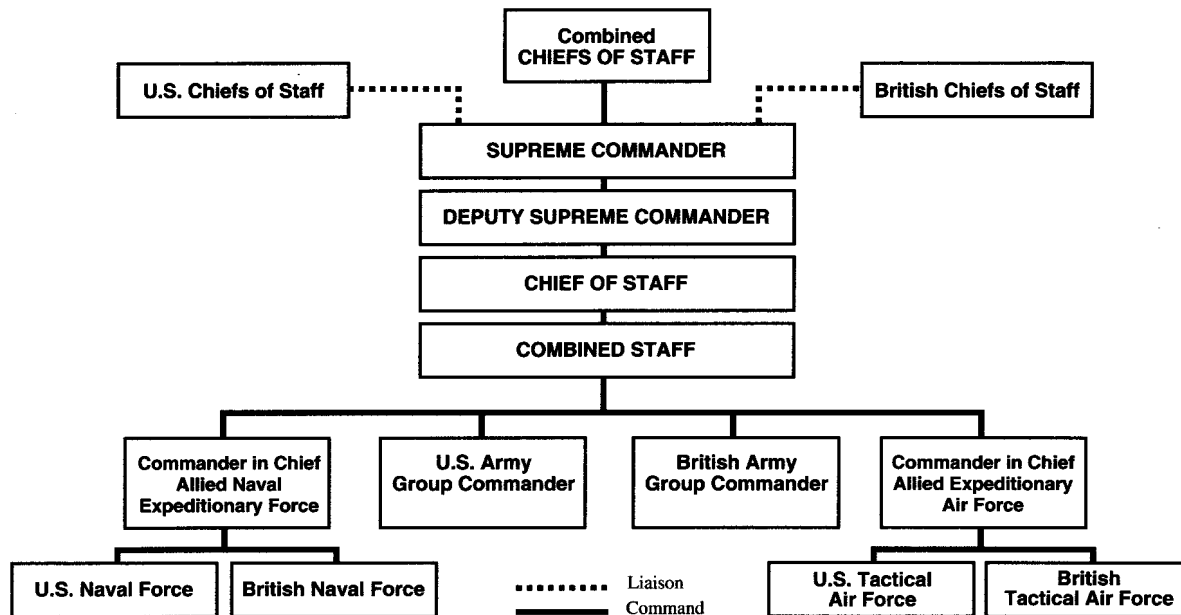 Combined
CHIEFS OF STAFF
U.S. Chiefs of Staff
British Chiefs of Staff
SUPREME COMMANDER
DEPUTY SUPREME COMMANDER
CHIEF OF STAFF
COMBINED STAFF
Commander in Chief
Allied Naval
Expeditionary Force
U.S. Army
Group Commander
British Army
Group Commander
Commander in Chief
Allied Expeditionary
Air Force
U.S. Naval Force
British Naval Force
Liaison
Command
U.S. Tactical
Air Force
British
Tactical Air Force